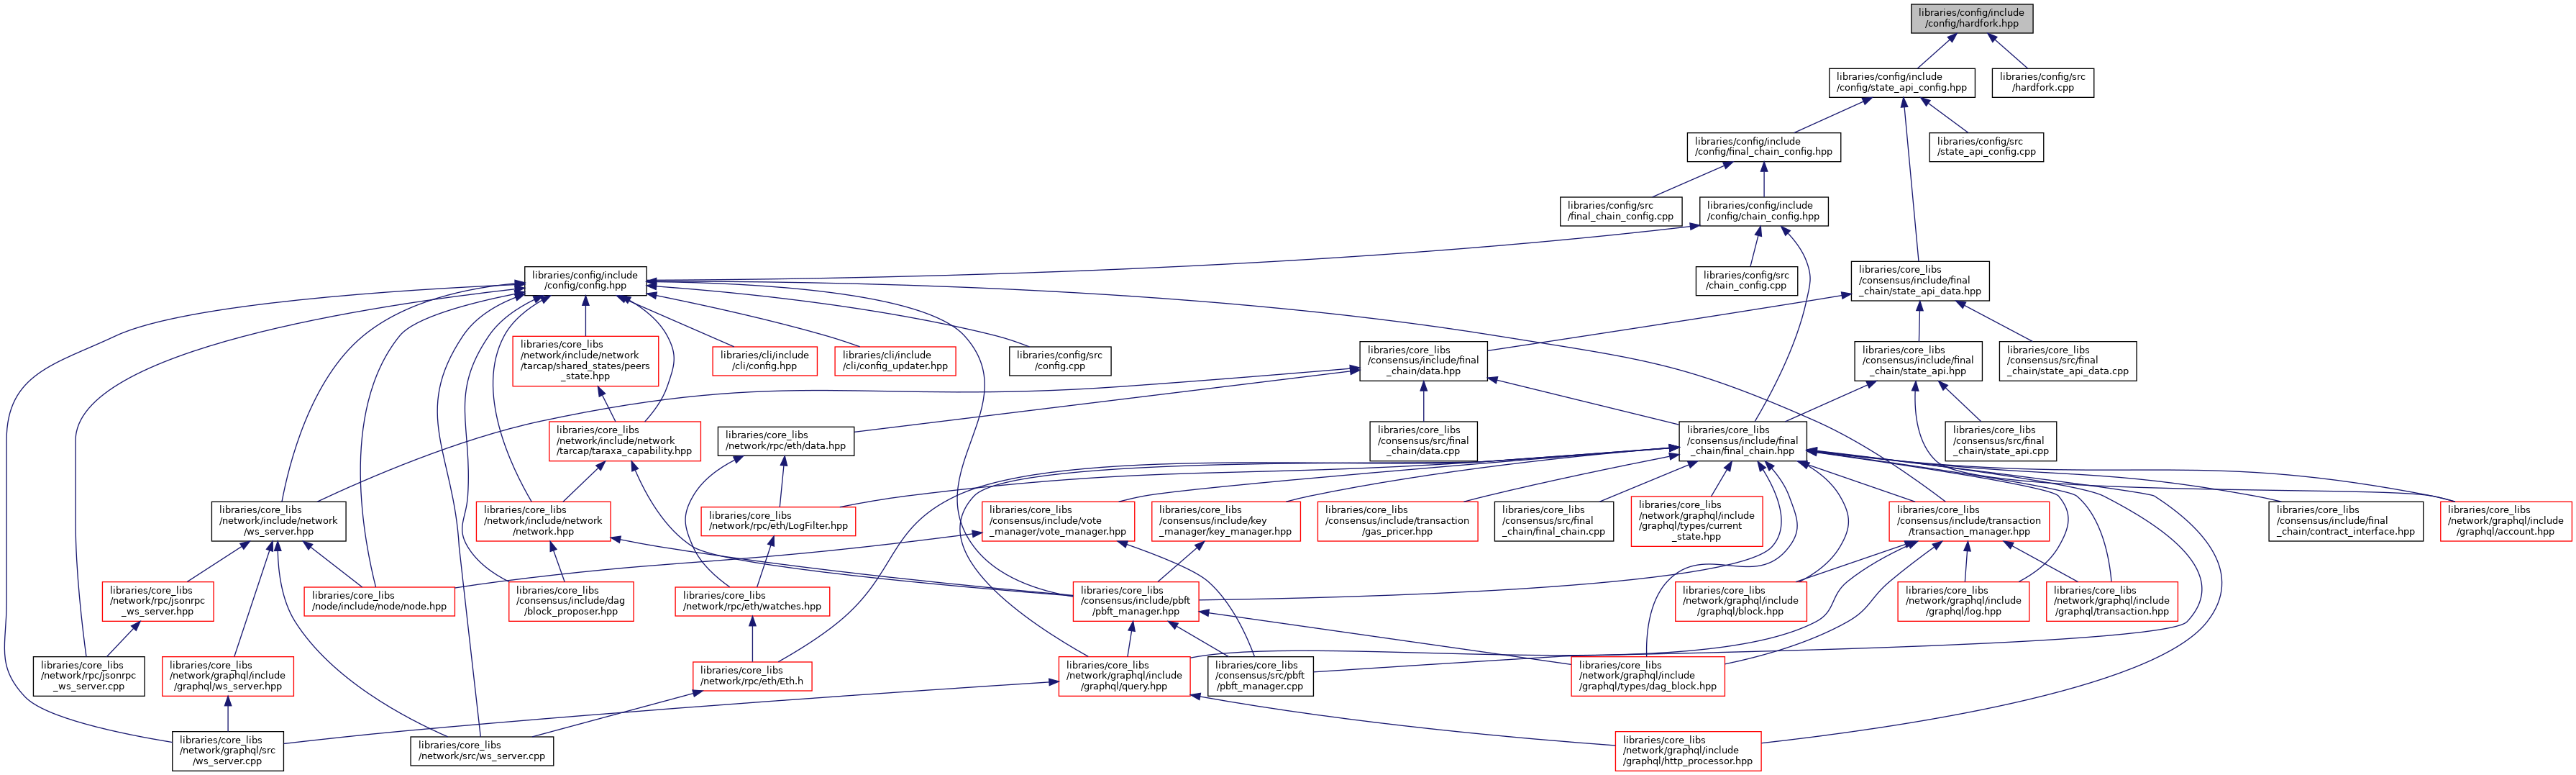 libraries/config/include
/config/hardfork.hpp
libraries/config/include
/config/state_api_config.hpp
libraries/config/src
/hardfork.cpp
libraries/config/include
/config/final_chain_config.hpp
libraries/config/src
/state_api_config.cpp
libraries/config/src
/final_chain_config.cpp
libraries/config/include
/config/chain_config.hpp
libraries/config/include
/config/config.hpp
libraries/config/src
/chain_config.cpp
libraries/core_libs
/consensus/include/final
_chain/state_api_data.hpp
libraries/core_libs
/network/include/network
/tarcap/shared_states/peers
_state.hpp
libraries/cli/include
/cli/config.hpp
libraries/cli/include
/cli/config_updater.hpp
libraries/config/src
/config.cpp
libraries/core_libs
/consensus/include/final
_chain/data.hpp
libraries/core_libs
/consensus/include/final
_chain/state_api.hpp
libraries/core_libs
/consensus/src/final
_chain/state_api_data.cpp
libraries/core_libs
/network/include/network
/tarcap/taraxa_capability.hpp
libraries/core_libs
/network/rpc/eth/data.hpp
libraries/core_libs
/consensus/src/final
_chain/data.cpp
libraries/core_libs
/consensus/include/final
_chain/final_chain.hpp
libraries/core_libs
/consensus/src/final
_chain/state_api.cpp
libraries/core_libs
/network/include/network
/ws_server.hpp
libraries/core_libs
/network/include/network
/network.hpp
libraries/core_libs
/network/rpc/eth/LogFilter.hpp
libraries/core_libs
/consensus/include/vote
_manager/vote_manager.hpp
libraries/core_libs
/consensus/include/key
_manager/key_manager.hpp
libraries/core_libs
/consensus/include/transaction
/gas_pricer.hpp
libraries/core_libs
/consensus/src/final
_chain/final_chain.cpp
libraries/core_libs
/network/graphql/include
/graphql/types/current
_state.hpp
libraries/core_libs
/consensus/include/transaction
/transaction_manager.hpp
libraries/core_libs
/consensus/include/final
_chain/contract_interface.hpp
libraries/core_libs
/network/graphql/include
/graphql/account.hpp
libraries/core_libs
/network/rpc/jsonrpc
_ws_server.hpp
libraries/core_libs
/node/include/node/node.hpp
libraries/core_libs
/consensus/include/dag
/block_proposer.hpp
libraries/core_libs
/network/rpc/eth/watches.hpp
libraries/core_libs
/consensus/include/pbft
/pbft_manager.hpp
libraries/core_libs
/network/graphql/include
/graphql/block.hpp
libraries/core_libs
/network/graphql/include
/graphql/log.hpp
libraries/core_libs
/network/graphql/include
/graphql/transaction.hpp
libraries/core_libs
/network/rpc/jsonrpc
_ws_server.cpp
libraries/core_libs
/network/graphql/include
/graphql/ws_server.hpp
libraries/core_libs
/network/rpc/eth/Eth.h
libraries/core_libs
/network/graphql/include
/graphql/query.hpp
libraries/core_libs
/consensus/src/pbft
/pbft_manager.cpp
libraries/core_libs
/network/graphql/include
/graphql/types/dag_block.hpp
libraries/core_libs
/network/graphql/src
/ws_server.cpp
libraries/core_libs
/network/src/ws_server.cpp
libraries/core_libs
/network/graphql/include
/graphql/http_processor.hpp